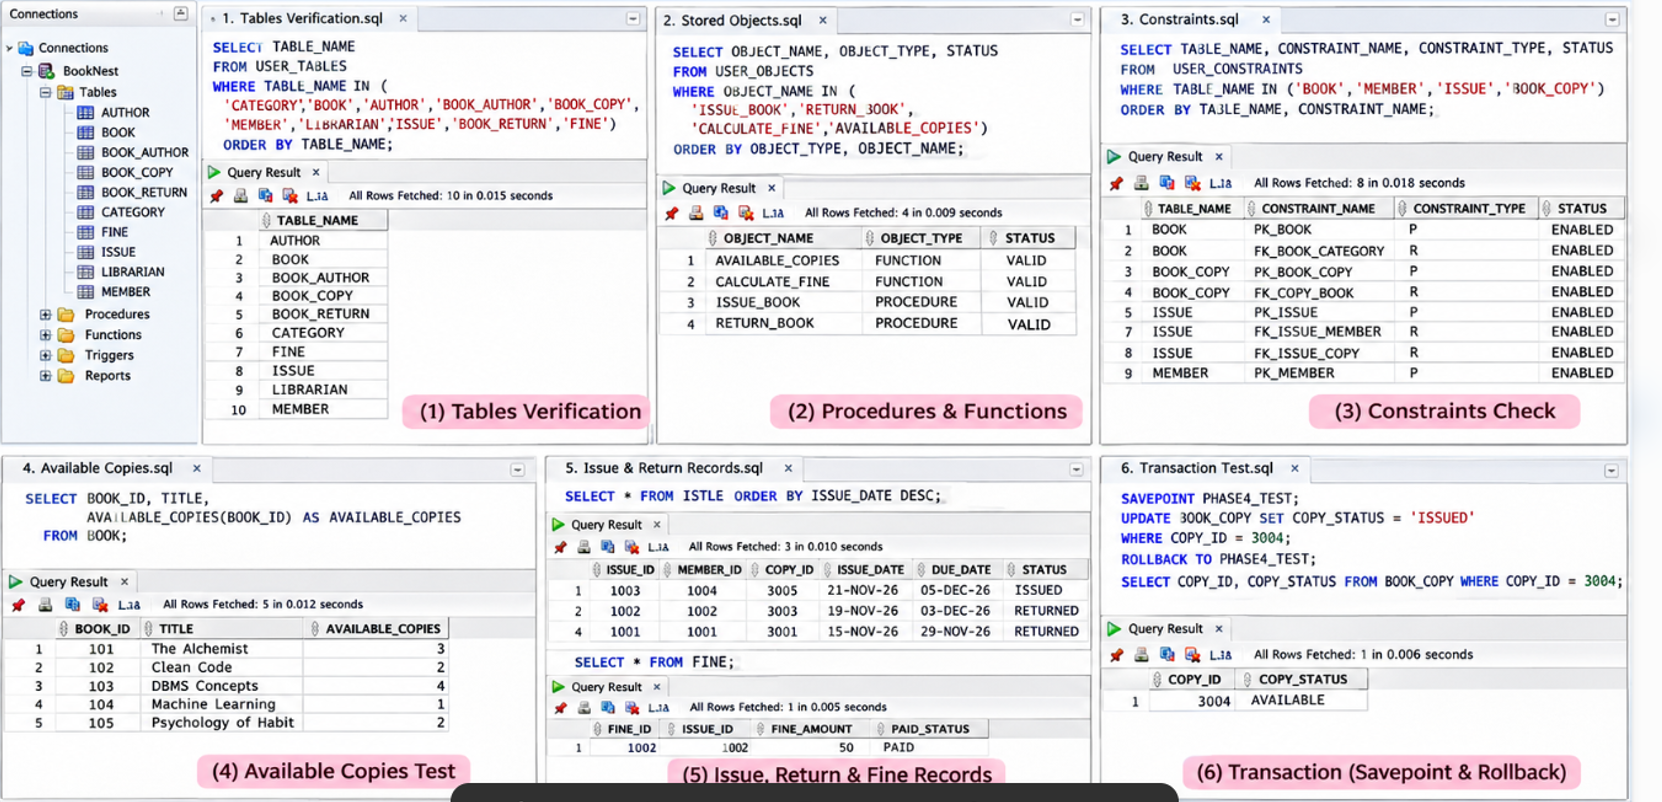 Connections
Connections
BookNest
Tables
AUTHOR
BOOK
BOOK_AUTHOR
BOOK_COPY
BOOK_RETURN
CATEGORY
FINE
ISSUE
LIBRARIAN
MEMBER
Procedures
Functions
Triggers
Reports
1. Tables Verification.sql
SELECT TABLE_NAME
FROM USER_TABLES
WHERE TABLE_NAME IN (
'CATEGORY','BOOK','AUTHOR','BOOK_AUTHOR','BOOK_COPY',
'MEMBER','LIBRARIAN','ISSUE','BOOK_RETURN','FINE')
ORDER BY TABLE_NAME;
Query Result
All Rows Fetched: 10 in 0.015 seconds
TABLE_NAME
1 AUTHOR
2 BOOK
3 BOOK_AUTHOR
4 BOOK_COPY
5 BOOK_RETURN
6 CATEGORY
7 FINE
8 ISSUE
9 LIBRARIAN
10 MEMBER
(1) Tables Verification
2. Stored Objects.sql
SELECT OBJECT_NAME, OBJECT_TYPE, STATUS
FROM USER_OBJECTS
WHERE OBJECT_NAME IN (
'ISSUE_BOOK','RETURN_BOOK',
'CALCULATE_FINE','AVAILABLE_COPIES')
ORDER BY OBJECT_TYPE, OBJECT_NAME;
Query Result
All Rows Fetched: 4 in 0.009 seconds
OBJECT_NAME OBJECT_TYPE STATUS
1 AVAILABLE_COPIES FUNCTION VALID
2 CALCULATE_FINE FUNCTION VALID
3 ISSUE_BOOK PROCEDURE VALID
4 RETURN_BOOK PROCEDURE VALID
(2) Procedures & Functions
3. Constraints.sql
SELECT TABLE_NAME, CONSTRAINT_NAME, CONSTRAINT_TYPE, STATUS
FROM USER_CONSTRAINTS
WHERE TABLE_NAME IN ('BOOK','MEMBER','ISSUE','BOOK_COPY')
ORDER BY TABLE_NAME, CONSTRAINT_NAME;
Query Result
All Rows Fetched: 8 in 0.018 seconds
TABLE_NAME CONSTRAINT_NAME CONSTRAINT_TYPE STATUS
1 BOOK PK_BOOK P ENABLED
2 BOOK FK_BOOK_CATEGORY R ENABLED
3 BOOK_COPY PK_BOOK_COPY P ENABLED
4 BOOK_COPY FK_COPY_BOOK R ENABLED
5 ISSUE PK_ISSUE P ENABLED
7 ISSUE FK_ISSUE_MEMBER R ENABLED
8 ISSUE FK_ISSUE_COPY R ENABLED
9 MEMBER PK_MEMBER P ENABLED
(3) Constraints Check
4. Available Copies.sql
SELECT BOOK_ID, TITLE,
AVAILABLE_COPIES(BOOK_ID) AS AVAILABLE_COPIES
FROM BOOK;
Query Result
All Rows Fetched: 5 in 0.012 seconds
BOOK_ID TITLE AVAILABLE_COPIES
1 101 The Alchemist 3
2 102 Clean Code 2
3 103 DBMS Concepts 4
4 104 Machine Learning 1
5 105 Psychology of Habit 2
(4) Available Copies Test
5. Issue & Return Records.sql
SELECT * FROM ISTLE ORDER BY ISSUE_DATE DESC;
Query Result
All Rows Fetched: 3 in 0.010 seconds
ISSUE_ID MEMBER_ID COPY_ID ISSUE_DATE DUE_DATE STATUS
1 1003 1004 3005 21-NOV-26 05-DEC-26 ISSUED
2 1002 1002 3003 19-NOV-26 03-DEC-26 RETURNED
4 1001 1001 3001 15-NOV-26 29-NOV-26 RETURNED
SELECT * FROM FINE;
Query Result
All Rows Fetched: 1 in 0.005 seconds
FINE_ID ISSUE_ID FINE_AMOUNT PAID_STATUS
1 1002 1002 50 PAID
(5) Issue, Return & Fine Records
6. Transaction Test.sql
SAVEPOINT PHASE4_TEST;
UPDATE BOOK_COPY SET COPY_STATUS = 'ISSUED'
WHERE COPY_ID = 3004;
ROLLBACK TO PHASE4_TEST;
SELECT COPY_ID, COPY_STATUS FROM BOOK_COPY WHERE COPY_ID = 3004;
Query Result
All Rows Fetched: 1 in 0.006 seconds
COPY_ID COPY_STATUS
1 3004 AVAILABLE
(6) Transaction (Savepoint & Rollback)